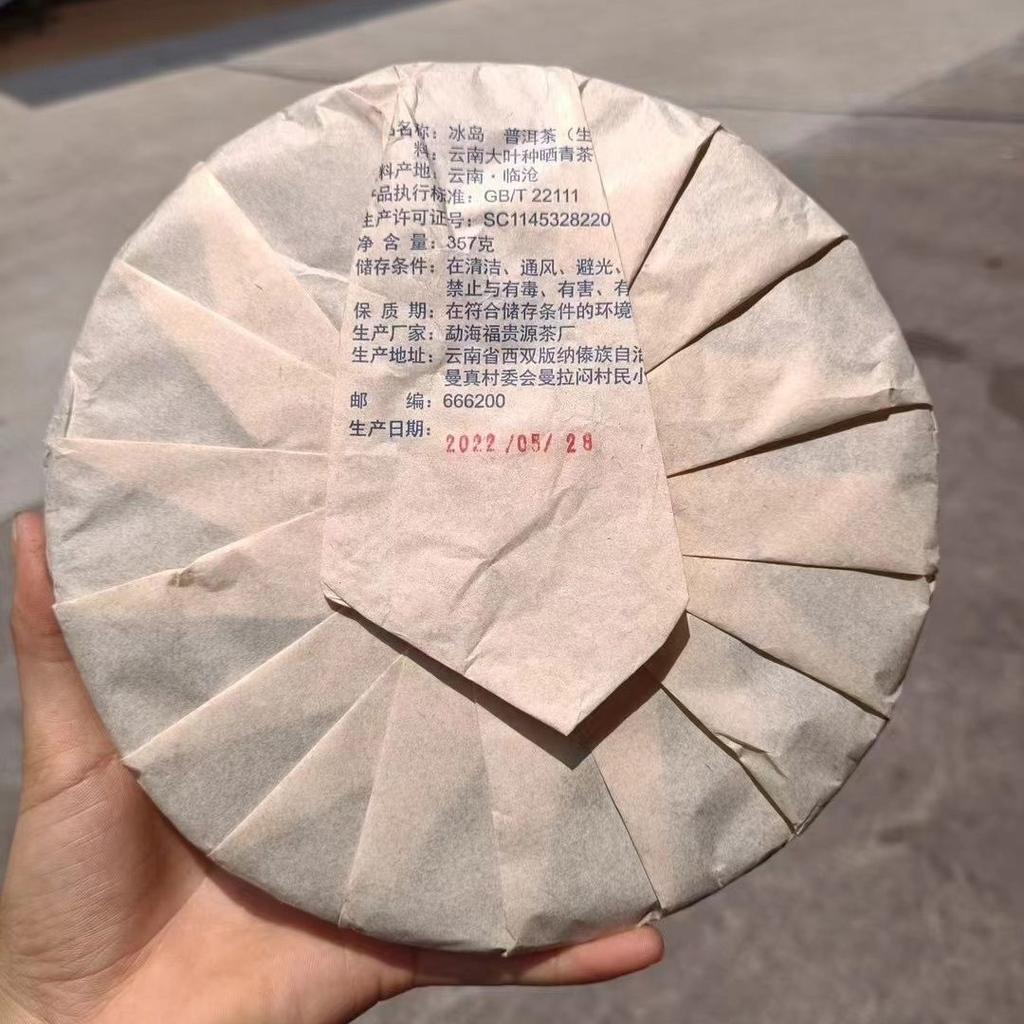 名称：冰岛 普洱茶（生
料：云南大叶种晒青茶
料产地：云南·临沧
品执行标准：GB/T 22111
生产许可证号：SC1145328220
净含量：357克
储存条件：在清洁、通风、避光、
禁止与有毒、有害、有
保质期：在符合储存条件的环境
生产厂家：勐海福贵源茶厂
生产地址：云南省西双版纳傣族自治
曼真村委会曼拉闷村民小
邮编：666200
生产日期：2022/05/28